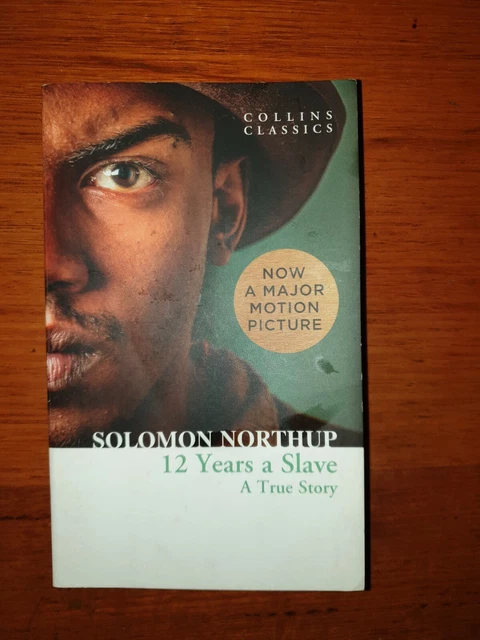 COLLINS
CLASSICS
NOW
A MAJOR
MOTION
PICTURE
SOLOMON NORTHUP
12 Years a Slave
A True Story